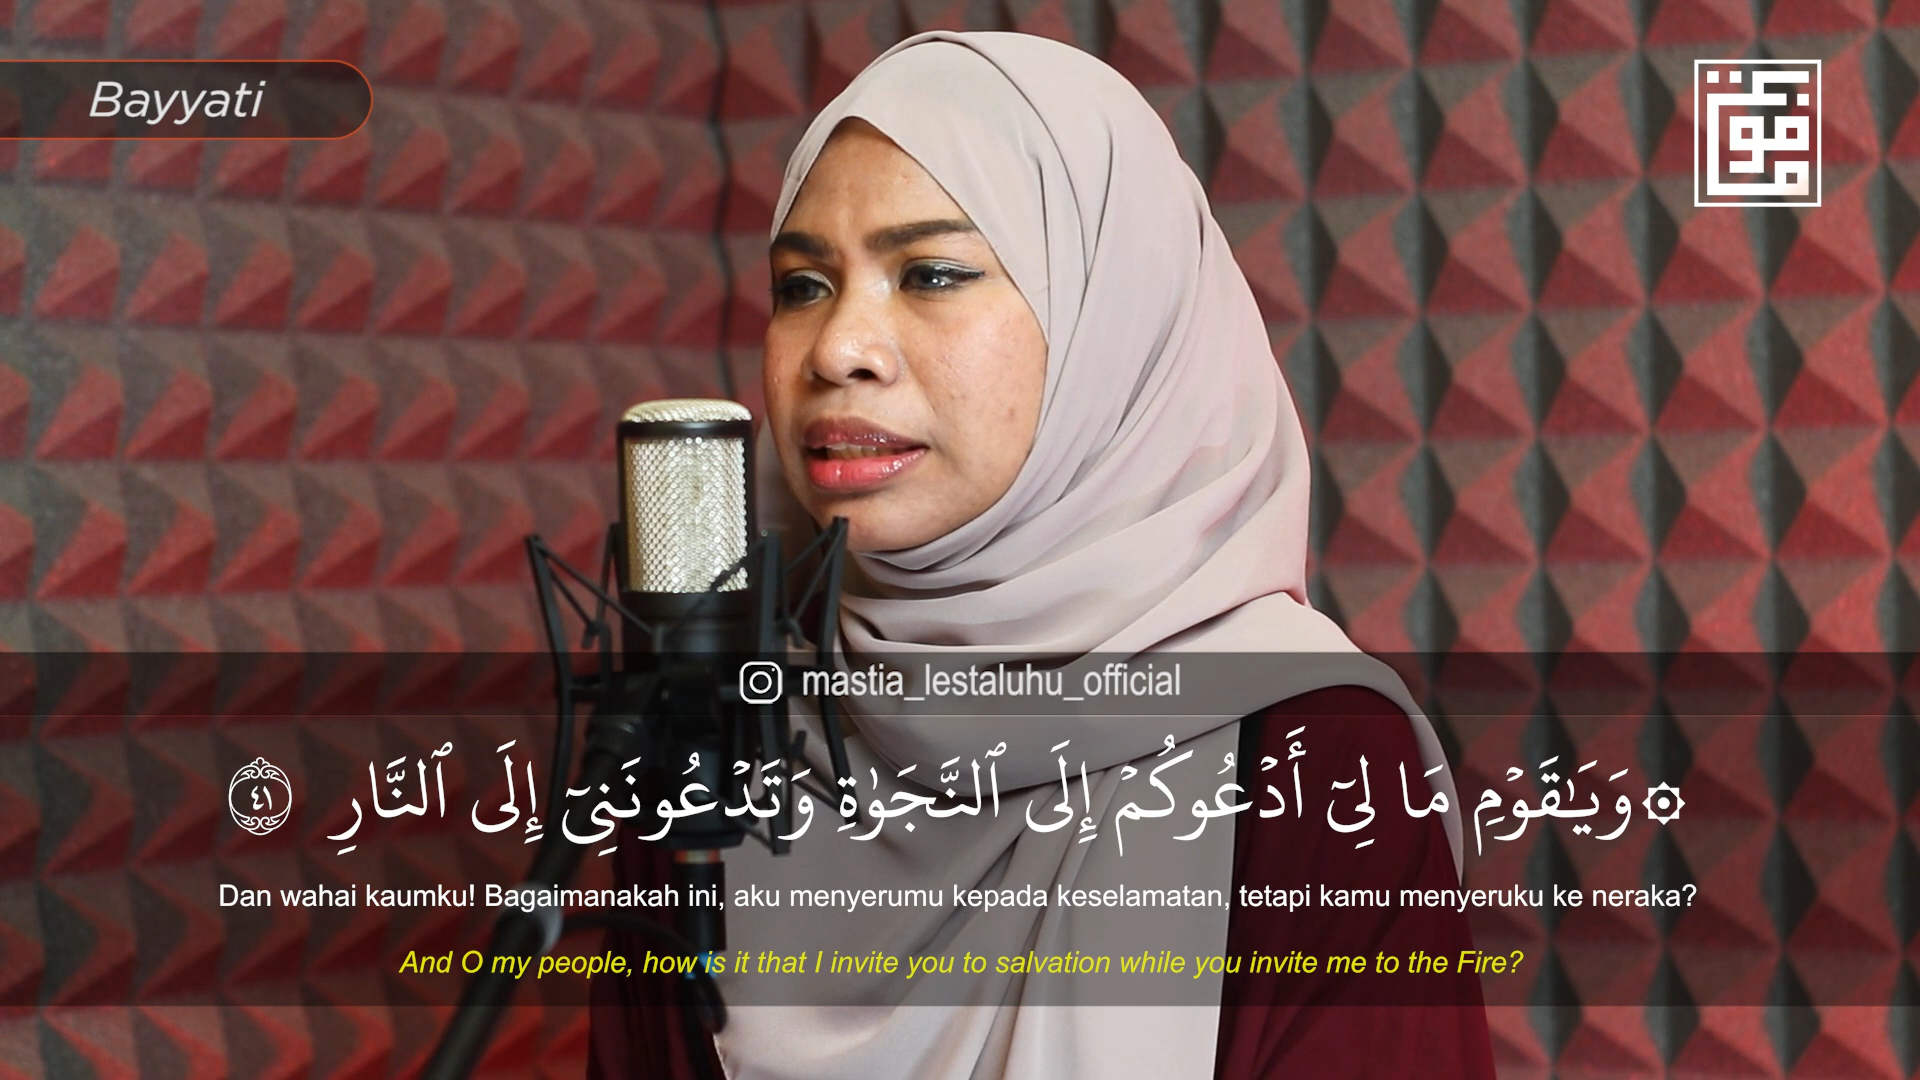 Bayyati
mastia_lestaluhu_official
۞وَيَـٰقَوْمِ مَا لِىٓ أَدْعُوكُمْ إِلَى ٱلنَّجَوٰةِ وَتَدْعُونَنِىٓ إِلَى ٱلنَّارِ ٤١
Dan wahai kaumku! Bagaimanakah ini, aku menyerumu kepada keselamatan, tetapi kamu menyeruku ke neraka?
And O my people, how is it that I invite you to salvation while you invite me to the Fire?